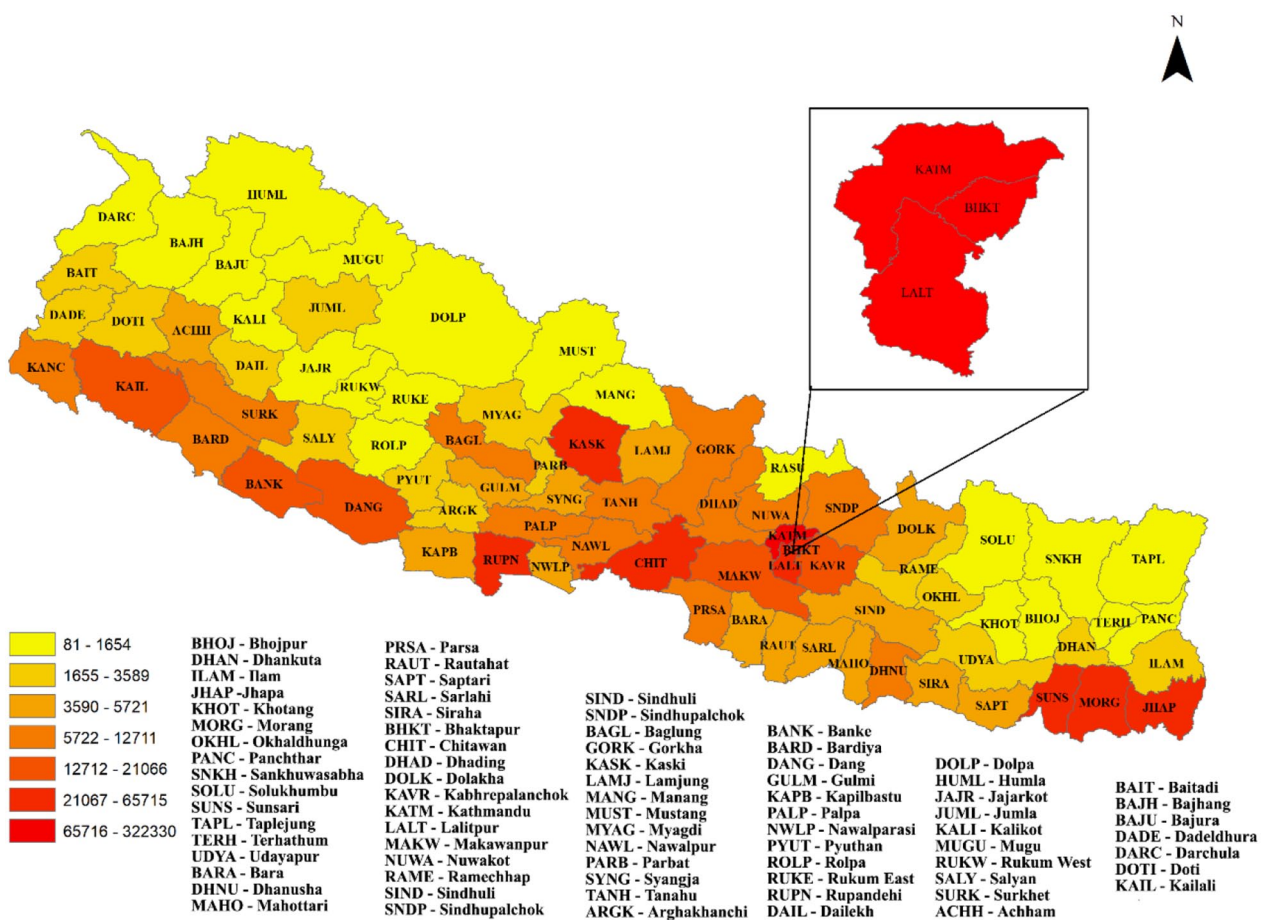 N
KATM
BHKT
LALT
HUML
DARC
BAJH
BAJU
MUGU
BAIT
JUML
DADE
DOTI
ACHH
KALI
DOLP
MUST
KANC
KAIL
DAIL
JAJR
RUKW
RUKE
MANG
SURK
MYAG
BARD
SALY
ROLP
BAGL
KASK
LAMJ
GORK
PARB
RASU
BANK
DANG
PYUT
GULM
SYNG
TANH
DHAD
NUWA
SNDP
ARGK
PALP
DOLK
KAPB
RUPN
NAWL
NWLP
CHIT
KATM
BHKT
LALT
KAVR
MAKW
SOLU
SNKH
TAPL
RAME
OKHL
PRSA
BARA
SIND
KHOT
BHOJ
TERH
PANC
RAUT
SARL
MAHO
DHNU
SIRA
UDYA
DHAN
ILAM
SAPT
SUNS
MORG
JHAP
81 - 1654
1655 - 3589
3590 - 5721
5722 - 12711
12712 - 21066
21067 - 65715
65716 - 322330
BHOJ - Bhojpur
DHAN - Dhankuta
ILAM - Ilam
JHAP - Jhapa
KHOT - Khotang
MORG - Morang
OKHL - Okhaldhunga
PANC - Panchthar
SNKH - Sankhuwasabha
SOLU - Solukhumbu
SUNS - Sunsari
TAPL - Taplejung
TERH - Terhathum
UDYA - Udayapur
BARA - Bara
DHNU - Dhanusha
MAHO - Mahottari
PRSA - Parsa
RAUT - Rautahat
SAPT - Saptari
SARL - Sarlahi
SIRA - Siraha
BHKT - Bhaktapur
CHIT - Chitawan
DHAD - Dhading
DOLK - Dolakha
KAVR - Kabhrepalanchok
KATM - Kathmandu
LALT - Lalitpur
MAKW - Makawanpur
NUWA - Nuwakot
RAME - Ramechhap
SIND - Sindhuli
SNDP - Sindhupalchok
SIND - Sindhuli
SNDP - Sindhupalchok
BAGL - Baglung
GORK - Gorkha
KASK - Kaski
LAMJ - Lamjung
MANG - Manang
MUST - Mustang
MYAG - Myagdi
NAWL - Nawalpur
PARB - Parbat
SYNG - Syangja
TANH - Tanahu
ARGK - Arghakhanchi
BANK - Banke
BARD - Bardiya
DANG - Dang
GULM - Gulmi
KAPB - Kapilbastu
PALP - Palpa
NWLP - Nawalparasi
PYUT - Pyuthan
ROLP - Rolpa
RUKE - Rukum East
RUPN - Rupandehi
DAIL - Dailekh
DOLP - Dolpa
HUML - Humla
JAJR - Jajarkot
JUML - Jumla
KALI - Kalikot
MUGU - Mugu
RUKW - Rukum West
SALY - Salyan
SURK - Surkhet
ACHH - Achham
BAIT - Baitadi
BAJH - Bajhang
BAJU - Bajura
DADE - Dadeldhura
DARC - Darchula
DOTI - Doti
KAIL - Kailali